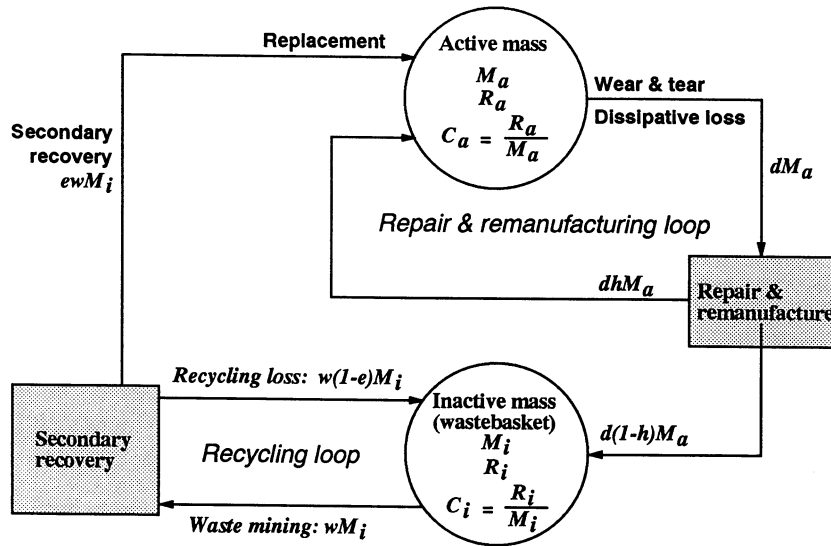 Replacement
Active mass
M_a
R_a
C_a = R_a / M_a
Wear & tear
Dissipative loss
Secondary
recovery
ewM_i
dM_a
Repair & remanufacturing loop
dhM_a
Repair &
remanufacture
Recycling loss: w(1-e)M_i
Inactive mass
(wastebasket)
M_i
R_i
C_i = R_i / M_i
d(1-h)M_a
Secondary
recovery
Recycling loop
Waste mining: wM_i